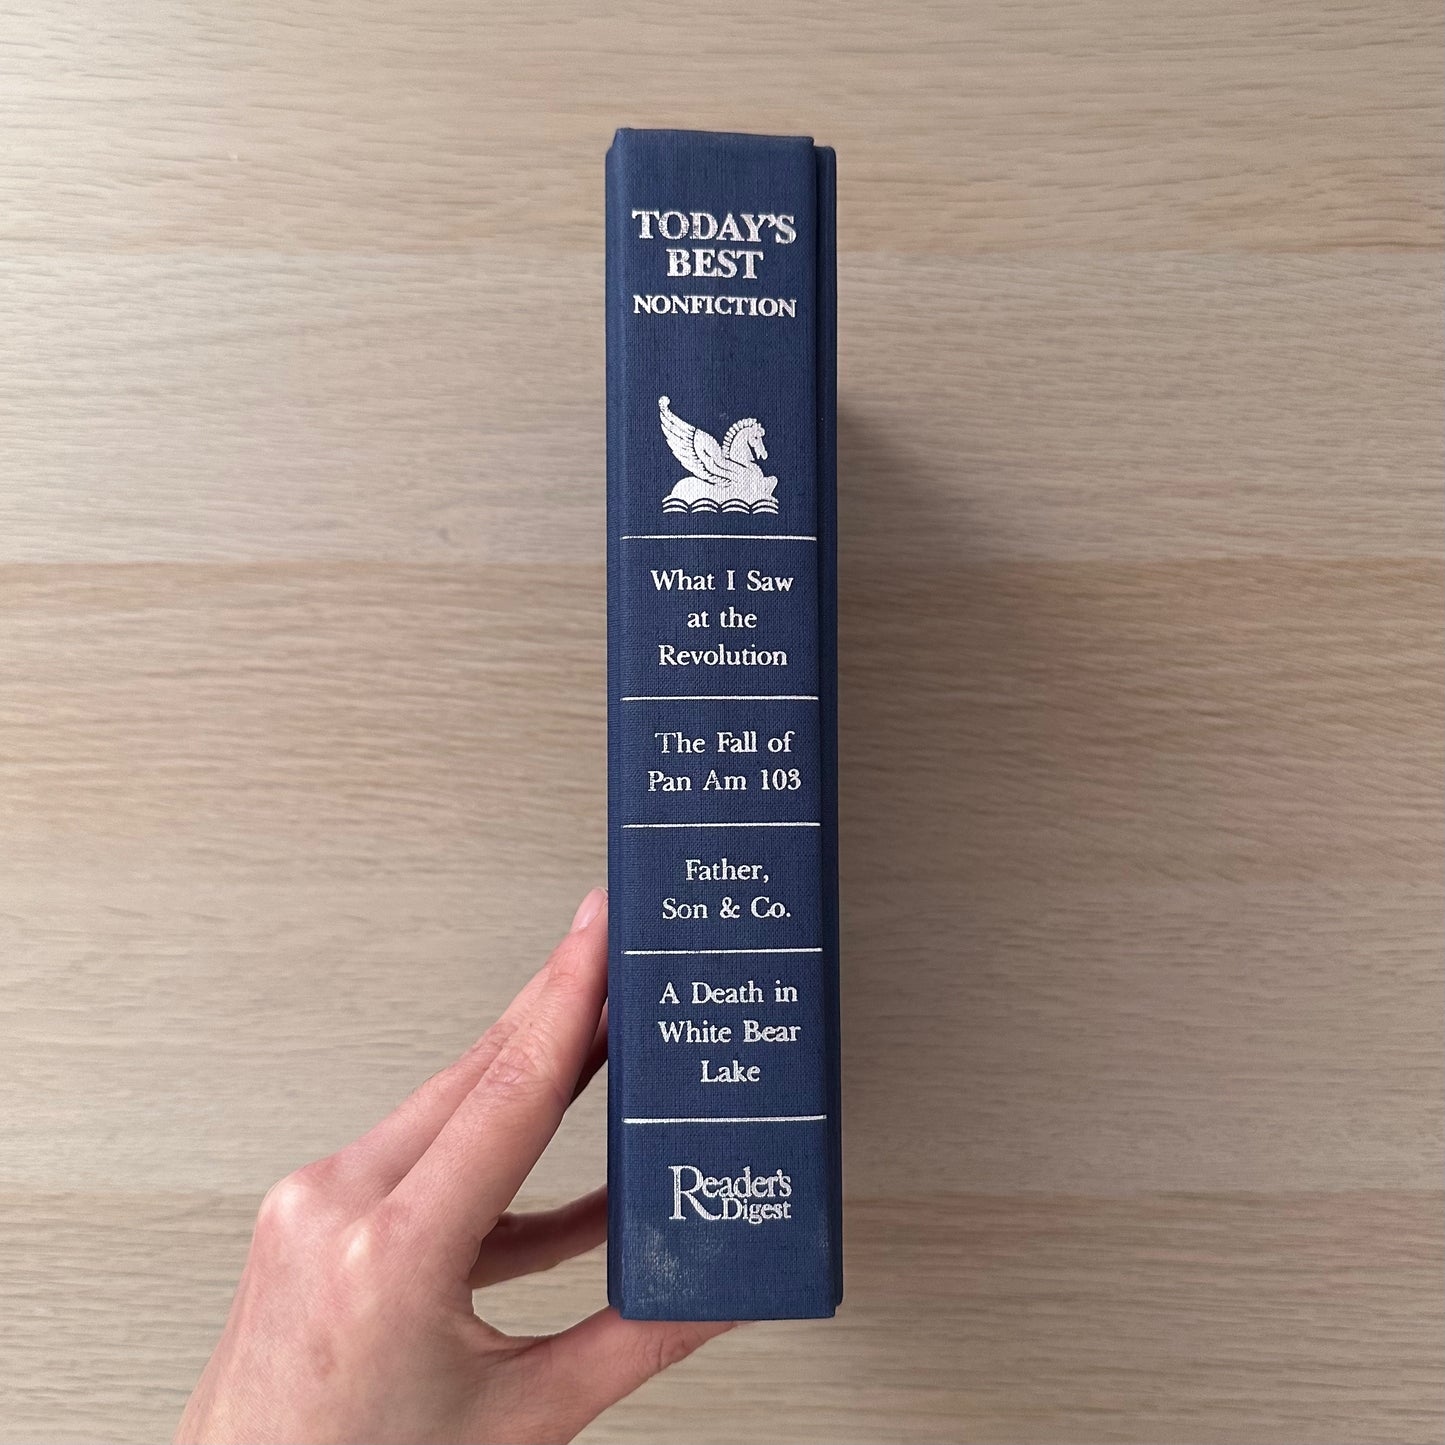 TODAY'S
BEST
NONFICTION
What I Saw
at the
Revolution
The Fall of
Pan Am 103
Father,
Son & Co.
A Death in
White Bear
Lake
Reader's
Digest